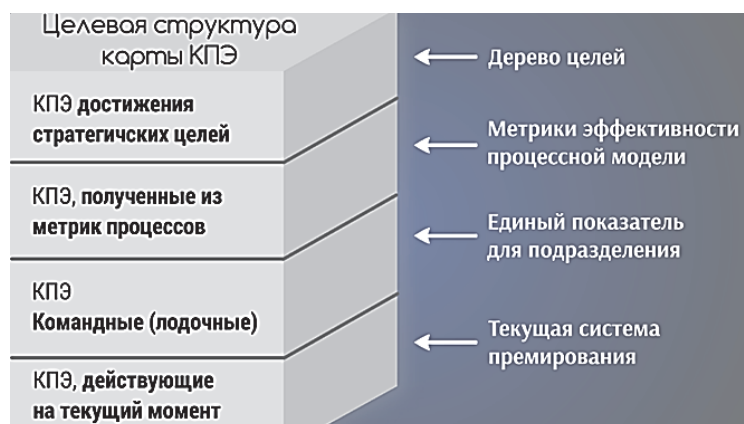 Целевая структура
карты КПЭ
КПЭ достижения
стратегичских целей
КПЭ, полученные из
метрик процессов
КПЭ
Командные (лодочные)
КПЭ, действующие
на текущий момент
Дерево целей
Метрики эффективности
процессной модели
Единый показатель
для подразделения
Текущая система
премирования